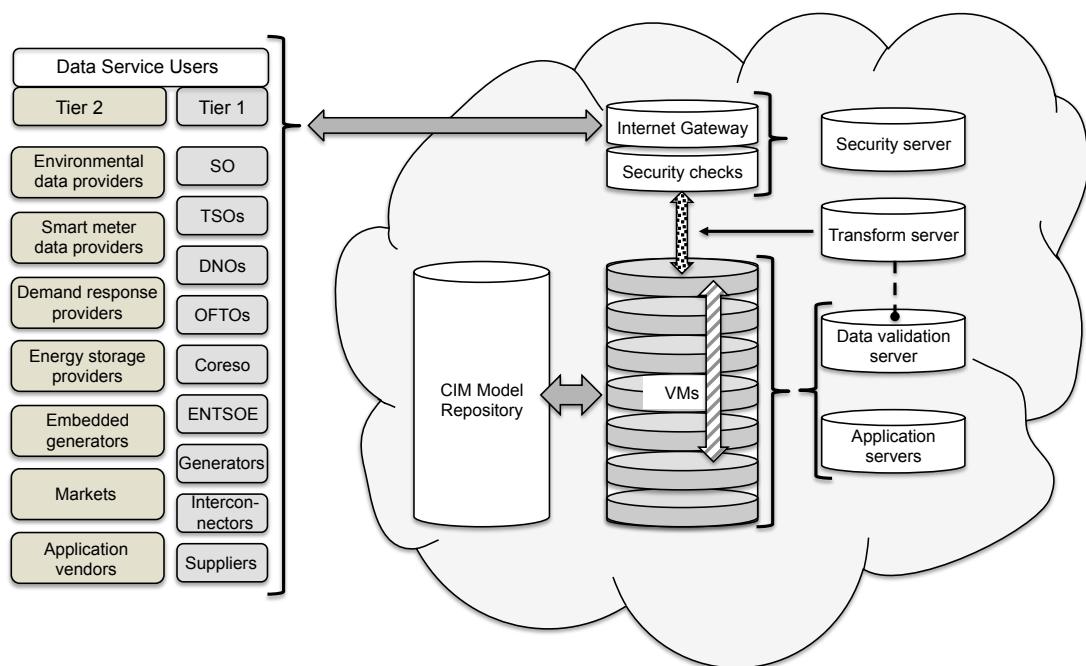 Data Service Users
Tier 2
Tier 1
Environmental
data providers
Smart meter
data providers
Demand response
providers
Energy storage
providers
Embedded
generators
Markets
Application
vendors
SO
TSOs
DNOs
OFTOs
Coreso
ENTSOE
Generators
Intercon-
nectors
Suppliers
Internet Gateway
Security checks
CIM Model
Repository
VMs
Security server
Transform server
Data validation
server
Application
servers